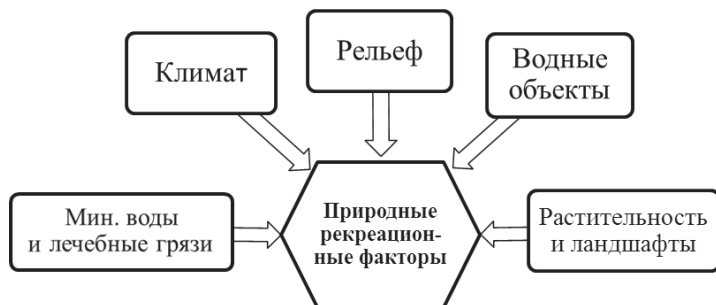 Климат
Рельеф
Водные
объекты
Мин. воды
и лечебные грязи
Природные
рекреацион-
ные факторы
Растительность
и ландшафты